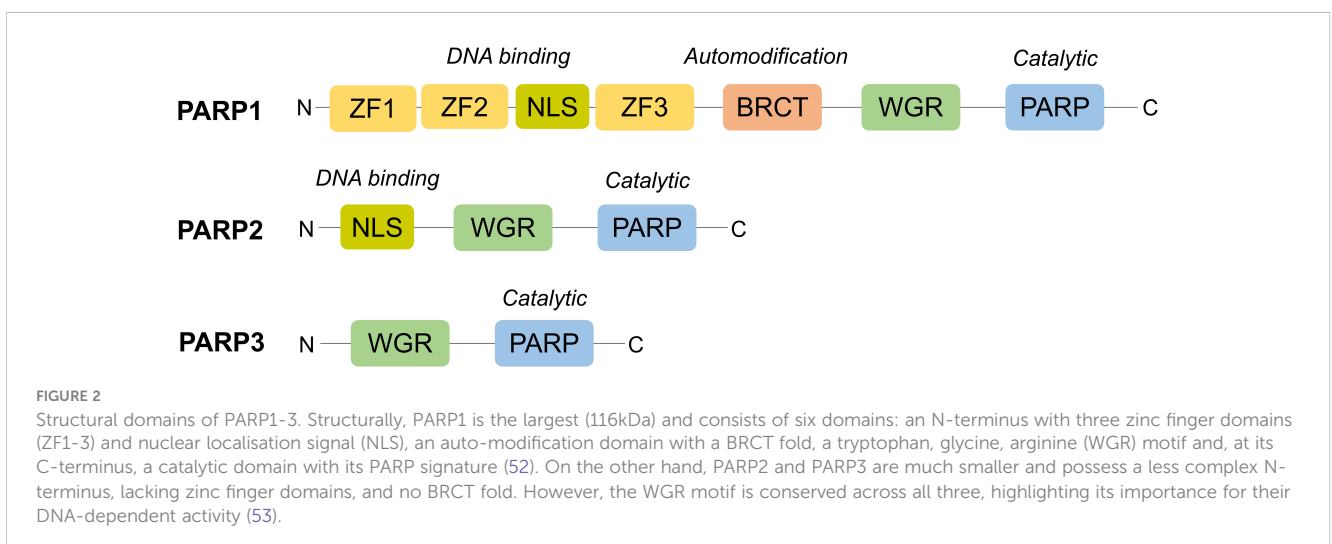 DNA binding Automodification Catalytic
PARP1 N ZF1 ZF2 NLS ZF3 BRCT WGR PARP C
DNA binding Catalytic
PARP2 N NLS WGR PARP C
Catalytic
PARP3 N WGR PARP C
FIGURE 2
Structural domains of PARP1-3. Structurally, PARP1 is the largest (116kDa) and consists of six domains: an N-terminus with three zinc finger domains
(ZF1-3) and nuclear localisation signal (NLS), an auto-modification domain with a BRCT fold, a tryptophan, glycine, arginine (WGR) motif and, at its
C-terminus, a catalytic domain with its PARP signature (52). On the other hand, PARP2 and PARP3 are much smaller and possess a less complex N-
terminus, lacking zinc finger domains, and no BRCT fold. However, the WGR motif is conserved across all three, highlighting its importance for their
DNA-dependent activity (53).